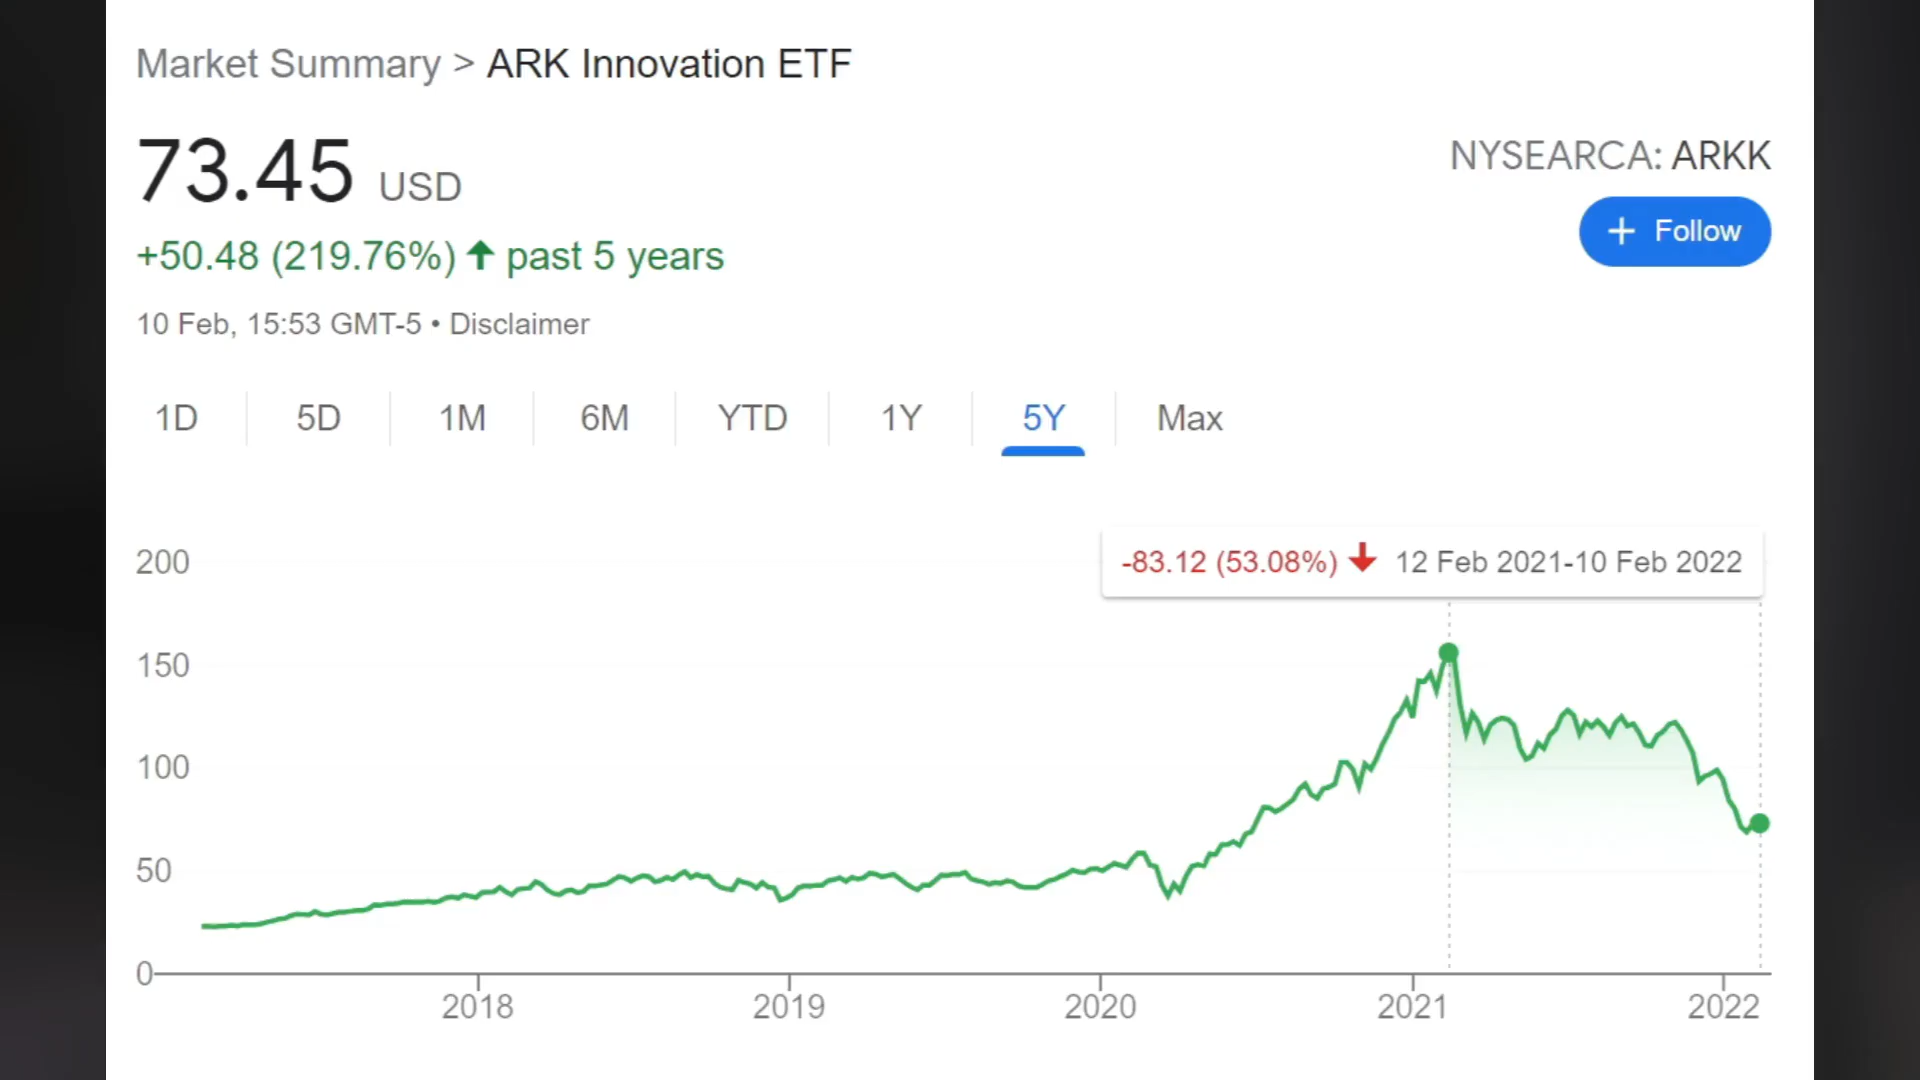 Market Summary > ARK Innovation ETF
73.45 USD
NYSEARCA: ARKK
+ Follow
+50.48 (219.76%) ↑ past 5 years
10 Feb, 15:53 GMT-5 • Disclaimer
1D 5D 1M 6M YTD 1Y 5Y Max
-83.12 (53.08%) ↓ 12 Feb 2021-10 Feb 2022
200
150
100
50
0
2018 2019 2020 2021 2022